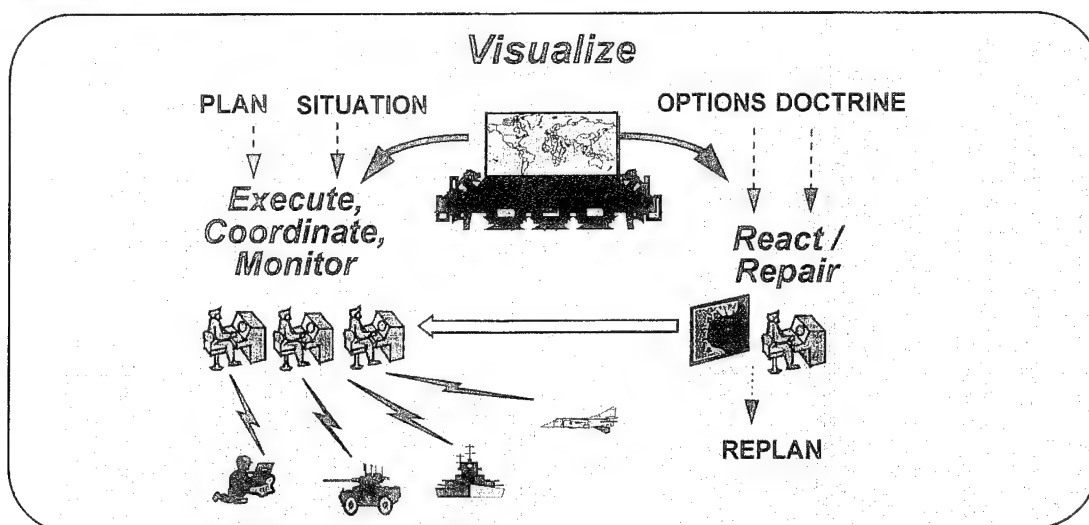 Visualize
PLAN SITUATION
OPTIONS DOCTRINE
Execute,
Coordinate,
Monitor
React /
Repair
REPLAN